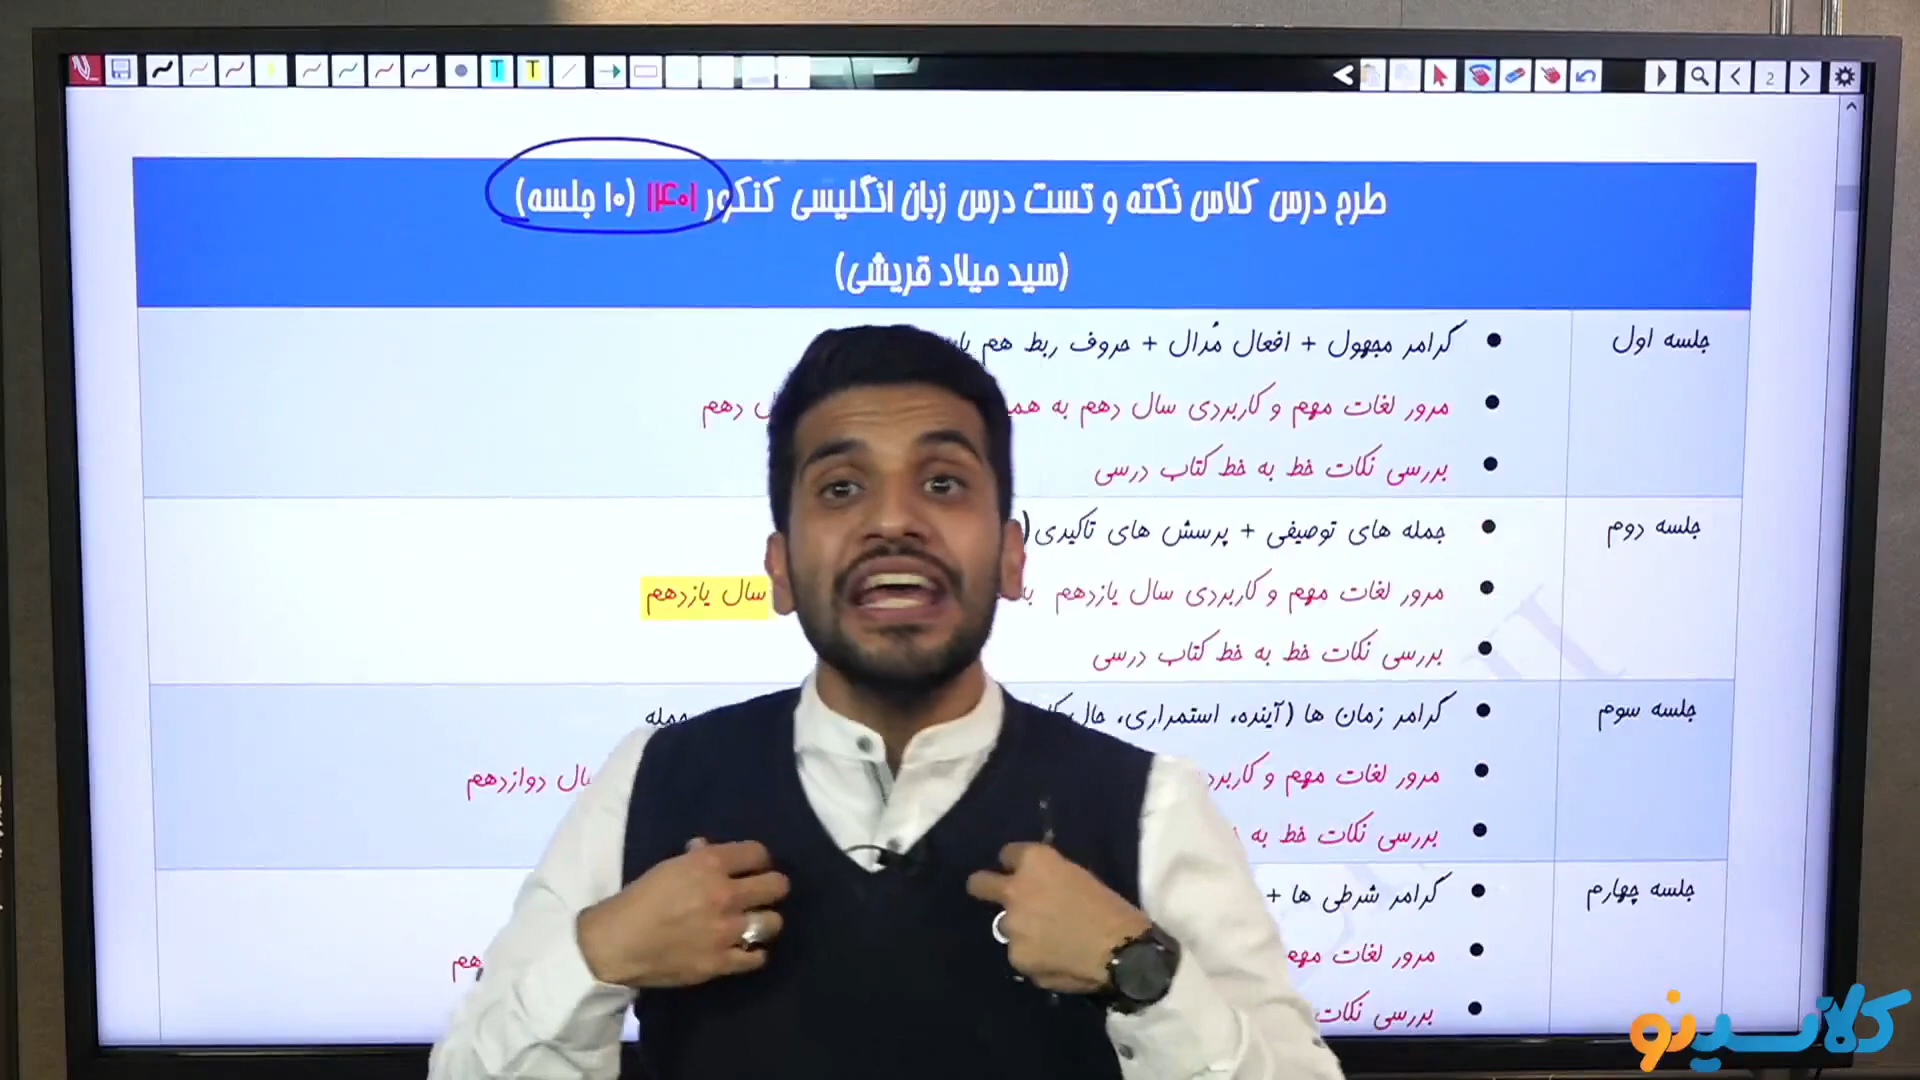 طرح درس کلاس نکته و تست درس زبان انگلیسی کنکور ۱۴۰۱ (۱۰ جلسه)
(سید میلاد قریشی)
جلسه اول
گرامر مجهول + افعال مُدال + حروف ربط هم
مرور لغات مهم و کاربردی سال دهم به دهم
بررسی نکات خط به خط کتاب درسی
جلسه دوم
جمله های توصیفی + پرسش های تاکیدی(
مرور لغات مهم و کاربردی سال یازدهم سال یازدهم
بررسی نکات خط به خط کتاب درسی
جلسه سوم
گرامر زمان ها (آینده، استمراری، حال جمله
مرور لغات مهم و دوازدهم
بررسی نکات خط به
جلسه چهارم
گرامر شرطی ها +
مرور لغات مهم
بررسی نکات
2
کلاسینو